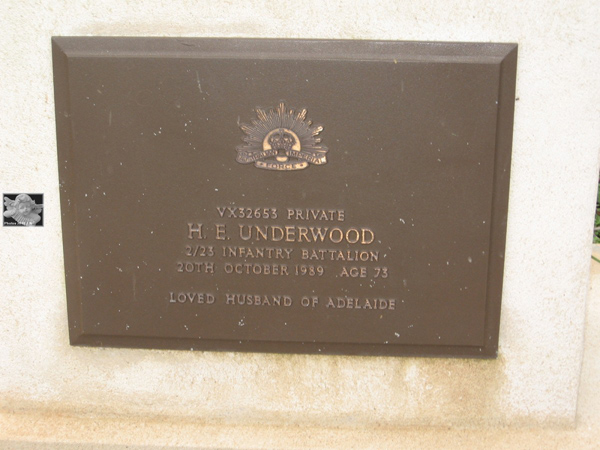 VX32653 PRIVATE
H. E. UNDERWOOD
2/23 INFANTRY BATTALION
20TH OCTOBER 1989 AGE 73
LOVED HUSBAND OF ADELAIDE